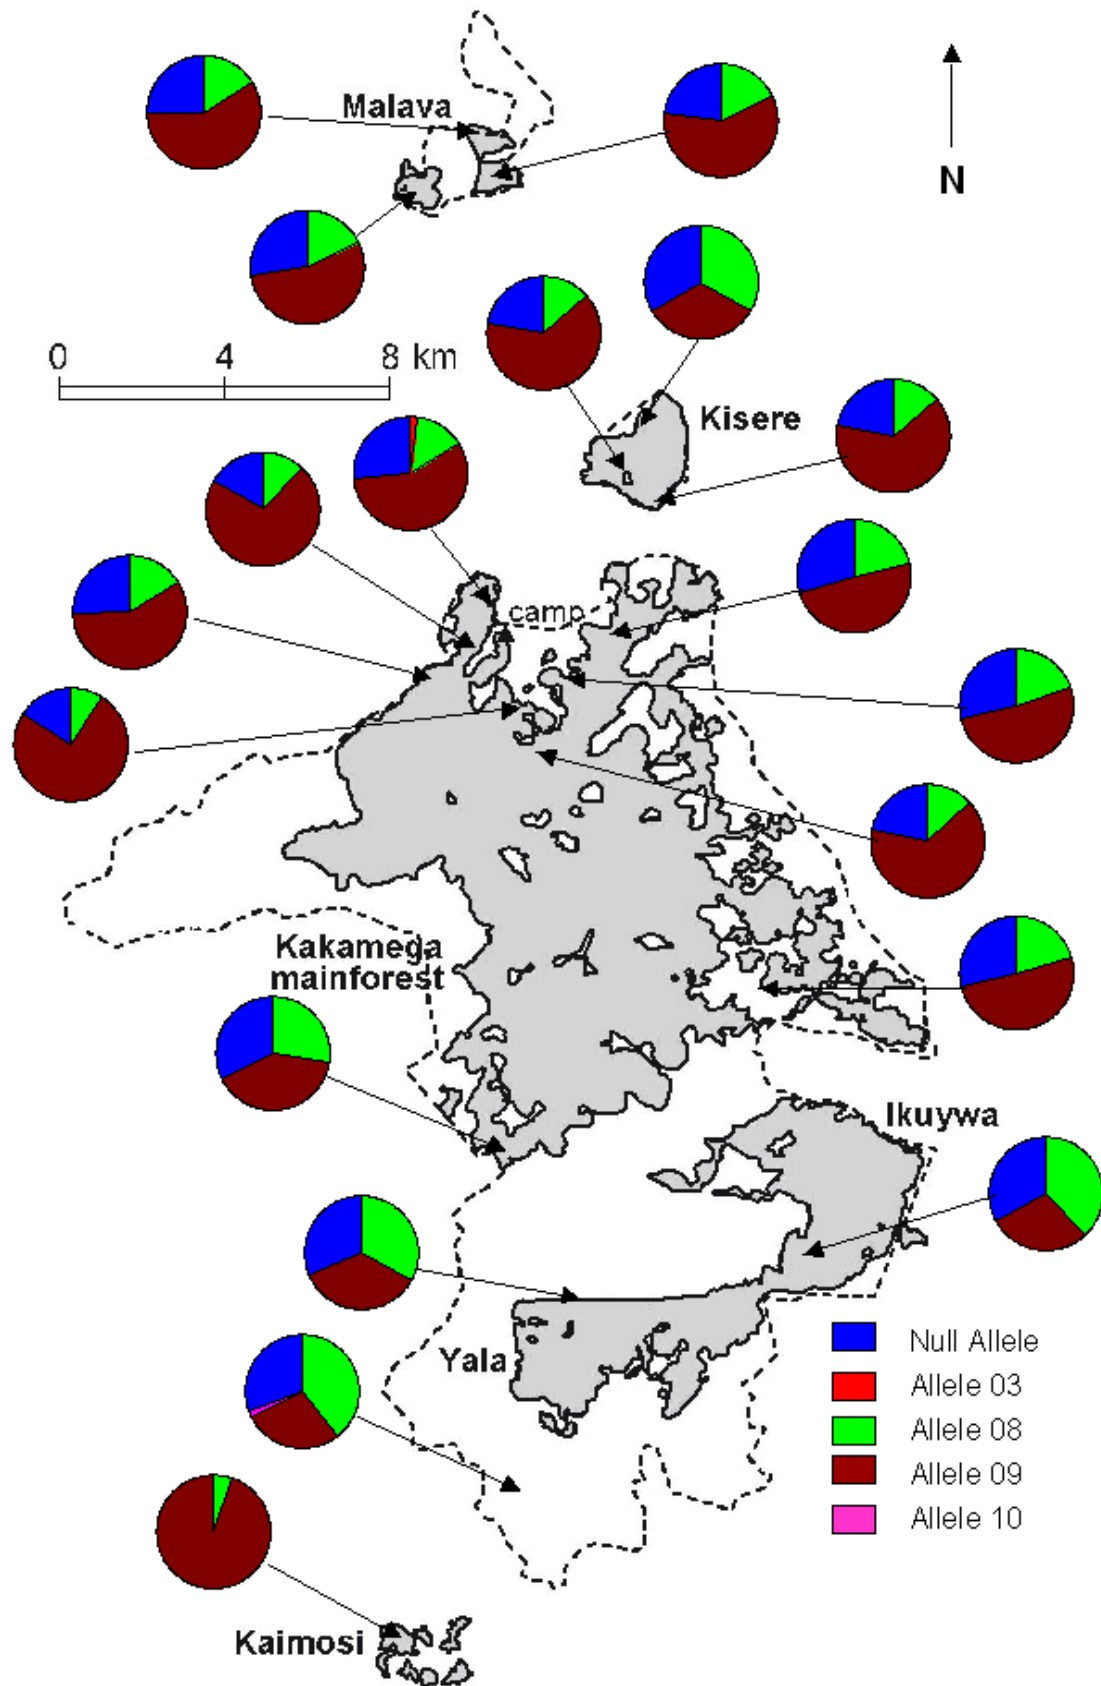 Malava
N
0 4 8 km
Kisere
camp
Kakamega
mainforest
Ikuywa
Yala
Null Allele
Allele 03
Allele 08
Allele 09
Allele 10
Kaimosi